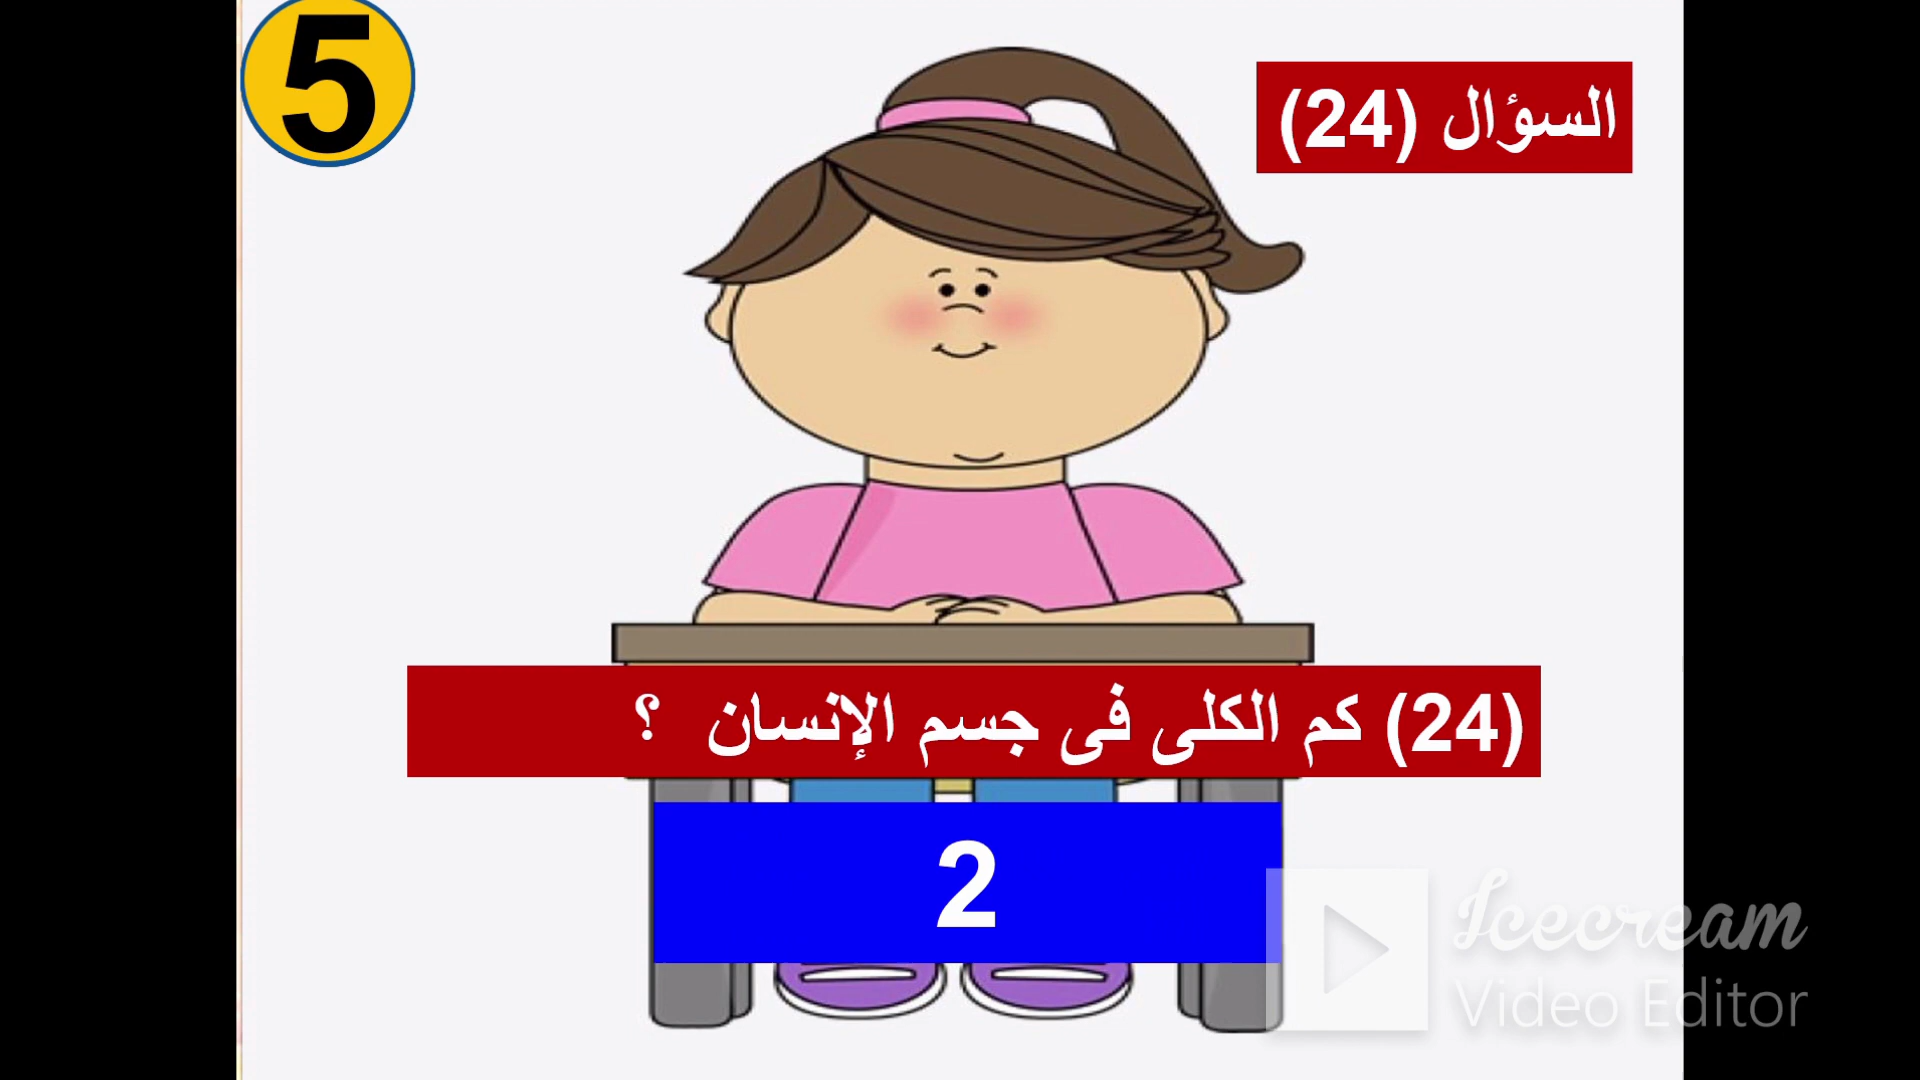 5
السؤال (24)
(24) كم الكلى فى جسم الإنسان ؟
2
Icecream
Video Editor